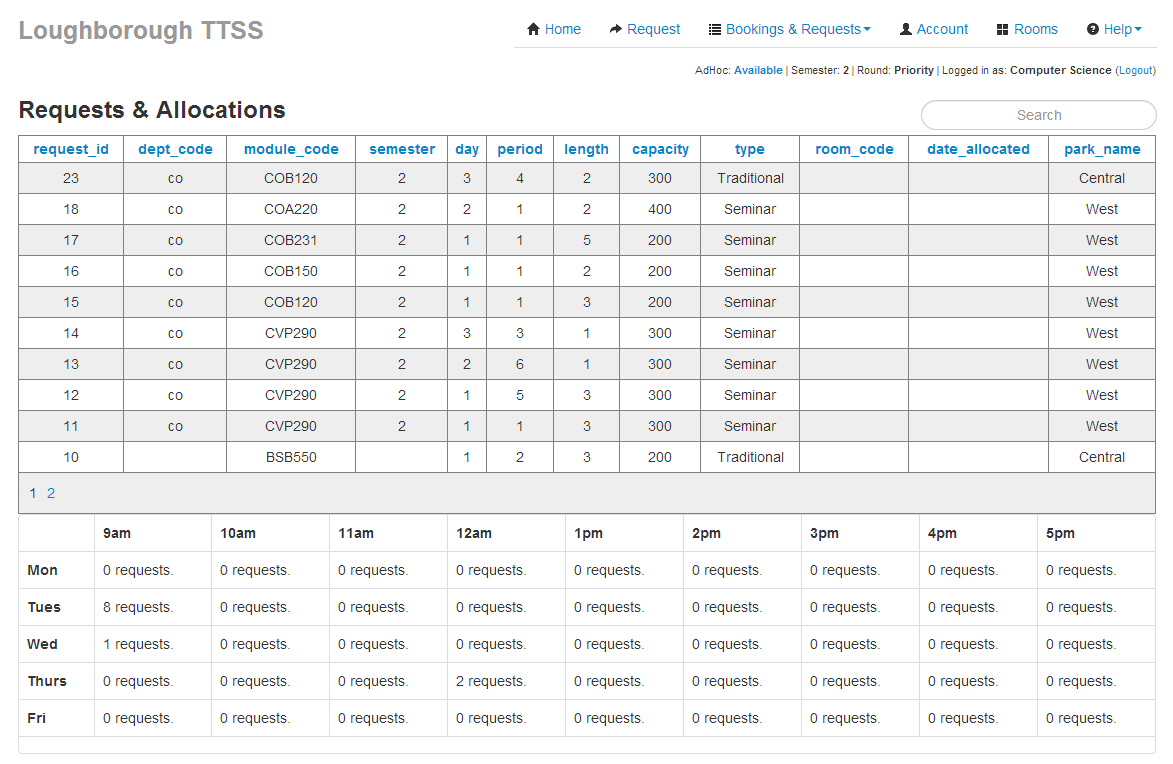 Loughborough TTSS
Home Request Bookings & Requests Account Rooms Help
AdHoc: Available | Semester: 2 | Round: Priority | Logged in as: Computer Science (Logout)
Requests & Allocations
Search
request_id dept_code module_code semester day period length capacity type room_code date_allocated park_name
23 co COB120 2 3 4 2 300 Traditional Central
18 co COA220 2 2 1 2 400 Seminar West
17 co COB231 2 1 1 5 200 Seminar West
16 co COB150 2 1 1 2 200 Seminar West
15 co COB120 2 1 1 3 200 Seminar West
14 co CVP290 2 3 3 1 300 Seminar West
13 co CVP290 2 2 6 1 300 Seminar West
12 co CVP290 2 1 5 3 300 Seminar West
11 co CVP290 2 1 1 3 300 Seminar West
10 BSB550 1 2 3 200 Traditional Central
1 2
9am 10am 11am 12am 1pm 2pm 3pm 4pm 5pm
Mon 0 requests. 0 requests. 0 requests. 0 requests. 0 requests. 0 requests. 0 requests. 0 requests. 0 requests.
Tues 8 requests. 0 requests. 0 requests. 0 requests. 0 requests. 0 requests. 0 requests. 0 requests. 0 requests.
Wed 1 requests. 0 requests. 0 requests. 0 requests. 0 requests. 0 requests. 0 requests. 0 requests. 0 requests.
Thurs 0 requests. 0 requests. 0 requests. 2 requests. 0 requests. 0 requests. 0 requests. 0 requests. 0 requests.
Fri 0 requests. 0 requests. 0 requests. 0 requests. 0 requests. 0 requests. 0 requests. 0 requests. 0 requests.